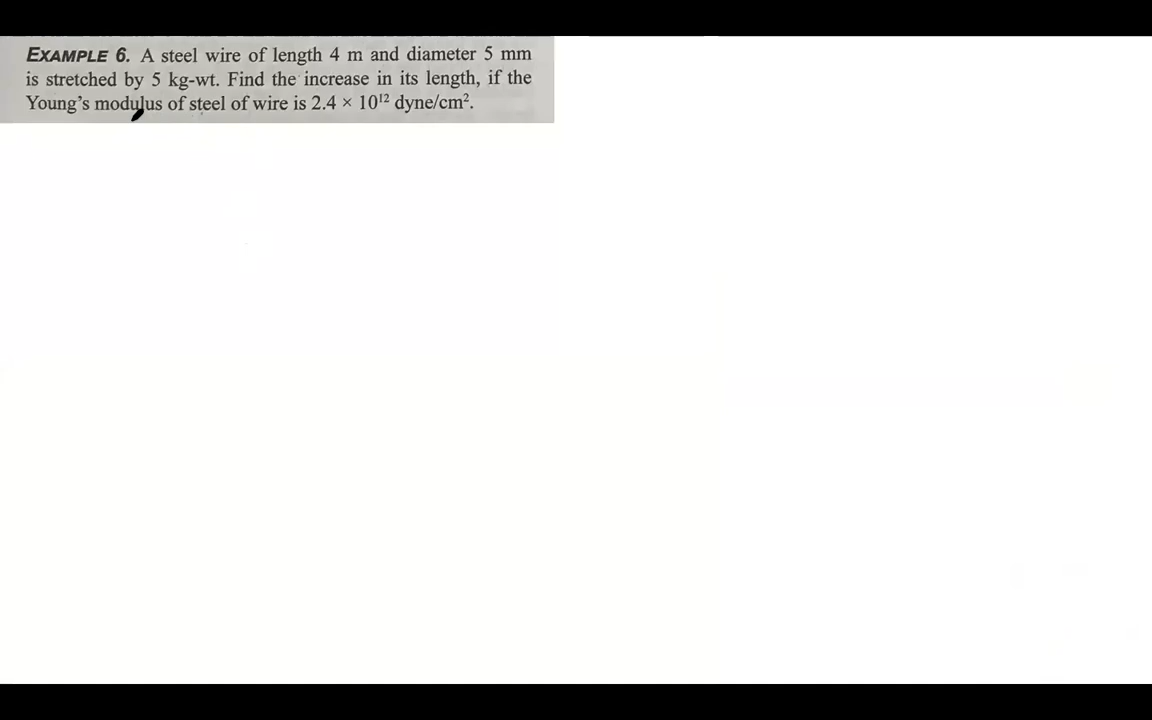 EXAMPLE 6. A steel wire of length 4 m and diameter 5 mm
is stretched by 5 kg-wt. Find the increase in its length, if the
Young's modulus of steel of wire is 2.4 × 10¹² dyne/cm².